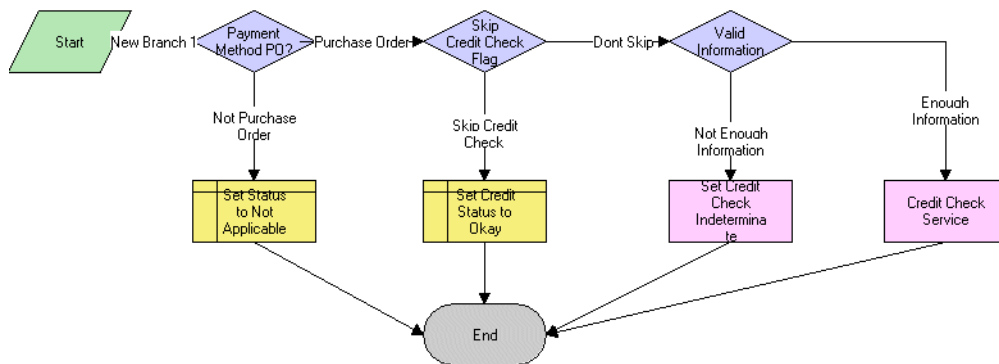 Start
New Branch 1
Payment
Method PO?
Purchase Order
Skip
Credit Check
Flag
Dont Skip
Valid
Information
Not Purchase
Order
Skip Credit
Check
Not Enough
Information
Enough
Information
Set Status
to Not
Applicable
Set Credit
Status to
Okay
Set Credit
Check
Indetermina
te
Credit Check
Service
End